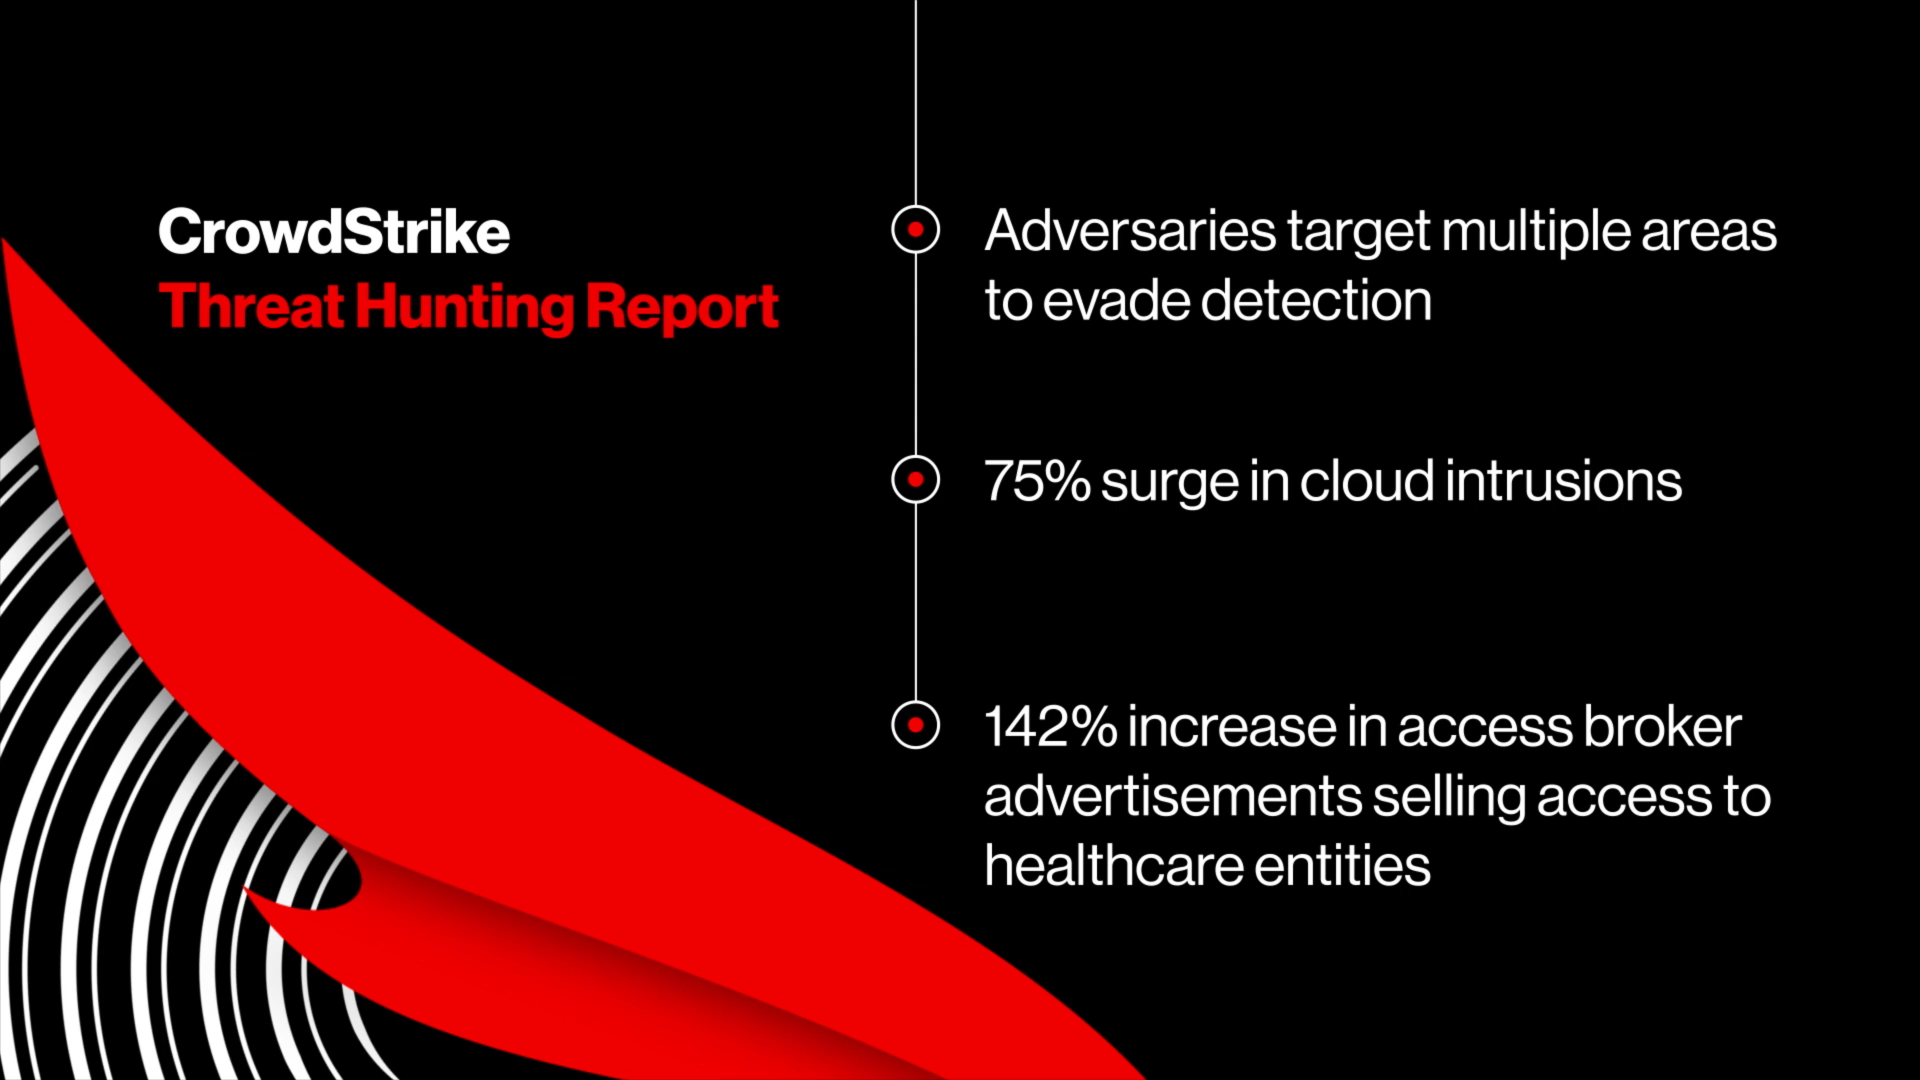 CrowdStrike
Threat Hunting Report
Adversaries target multiple areas
to evade detection
75% surge in cloud intrusions
142% increase in access broker
advertisements selling access to
healthcare entities